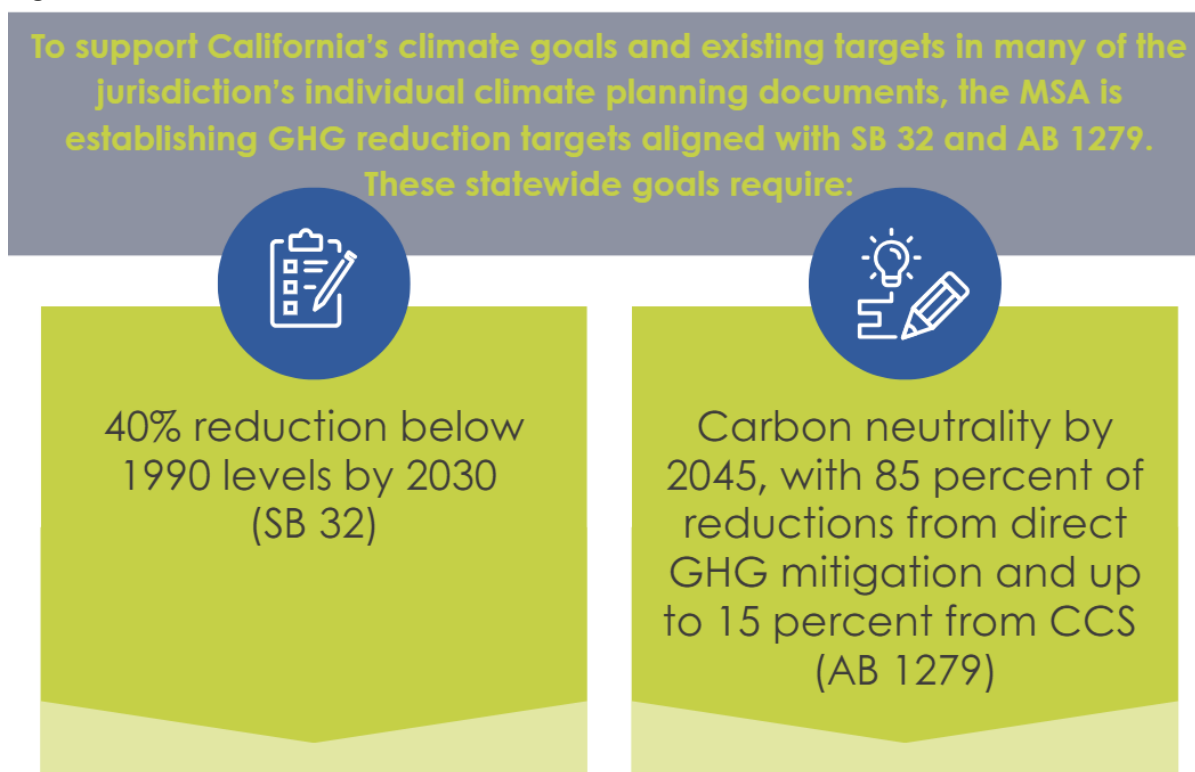 To support California's climate goals and existing targets in many of the
jurisdiction's individual climate planning documents, the MSA is
establishing GHG reduction targets aligned with SB 32 and AB 1279.
These statewide goals require:
40% reduction below
1990 levels by 2030
(SB 32)
Carbon neutrality by
2045, with 85 percent of
reductions from direct
GHG mitigation and up
to 15 percent from CCS
(AB 1279)